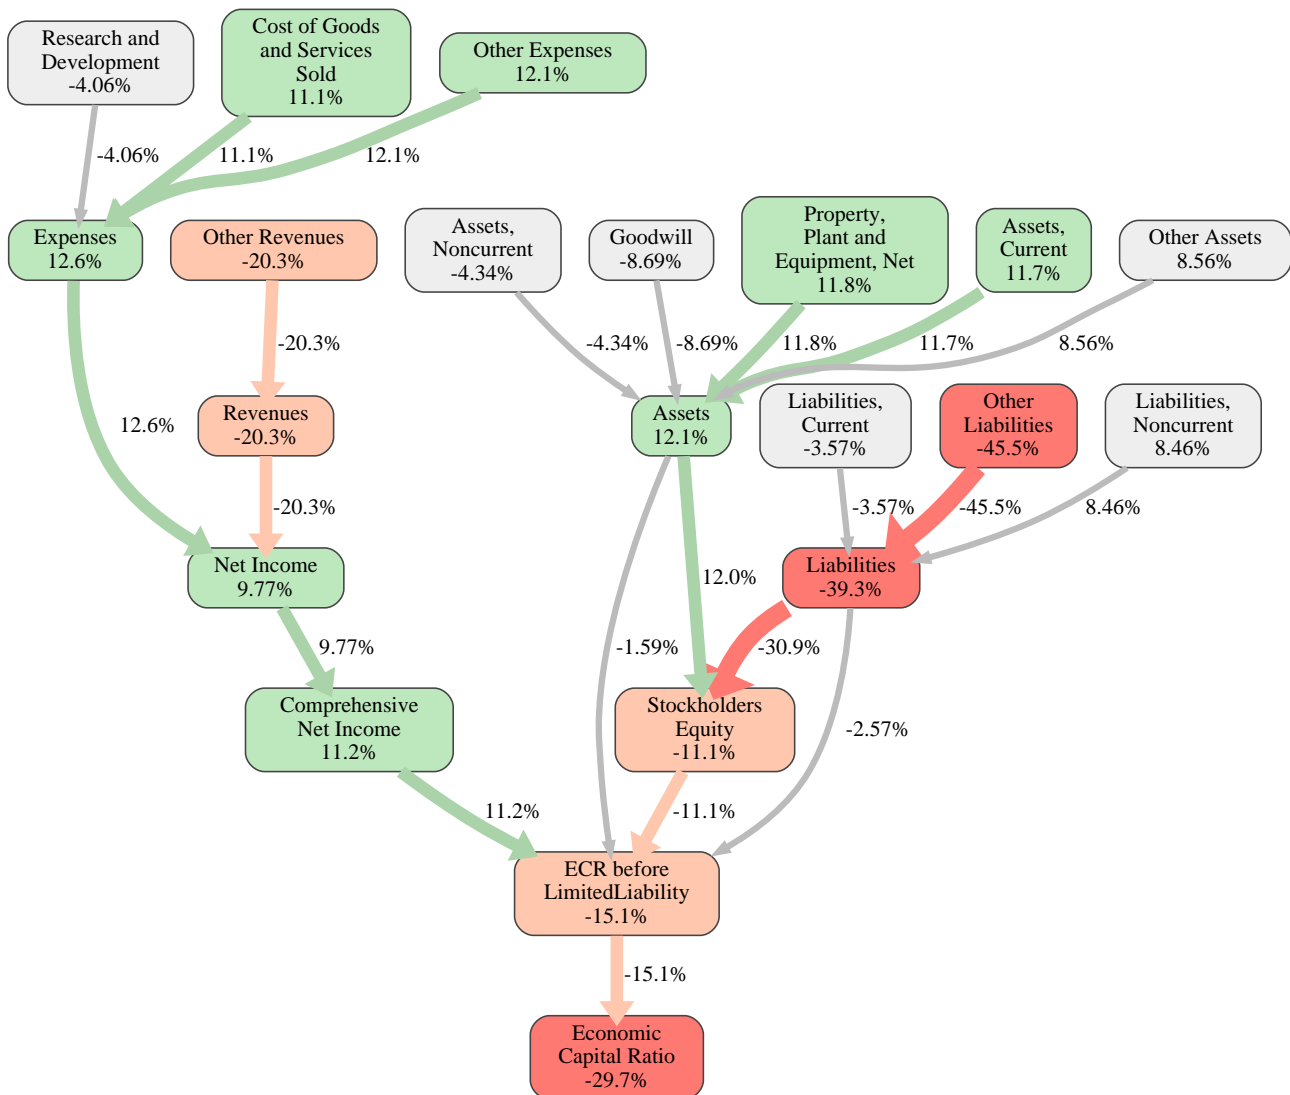 Research and
Development
-4.06%
Cost of Goods
and Services
Sold
11.1%
Other Expenses
12.1%
-4.06%
11.1%
12.1%
Expenses
12.6%
Other Revenues
-20.3%
Assets,
Noncurrent
-4.34%
Goodwill
-8.69%
Property,
Plant and
Equipment, Net
11.8%
Assets,
Current
11.7%
Other Assets
8.56%
-20.3%
-4.34%
-8.69%
11.8%
11.7%
8.56%
Revenues
-20.3%
Assets
12.1%
Liabilities,
Current
-3.57%
Other
Liabilities
-45.5%
Liabilities,
Noncurrent
8.46%
12.6%
-20.3%
-3.57%
-45.5%
8.46%
Net Income
9.77%
12.0%
Liabilities
-39.3%
9.77%
-1.59%
-30.9%
Comprehensive
Net Income
11.2%
Stockholders
Equity
-11.1%
-2.57%
11.2%
-11.1%
ECR before
LimitedLiability
-15.1%
-15.1%
Economic
Capital Ratio
-29.7%